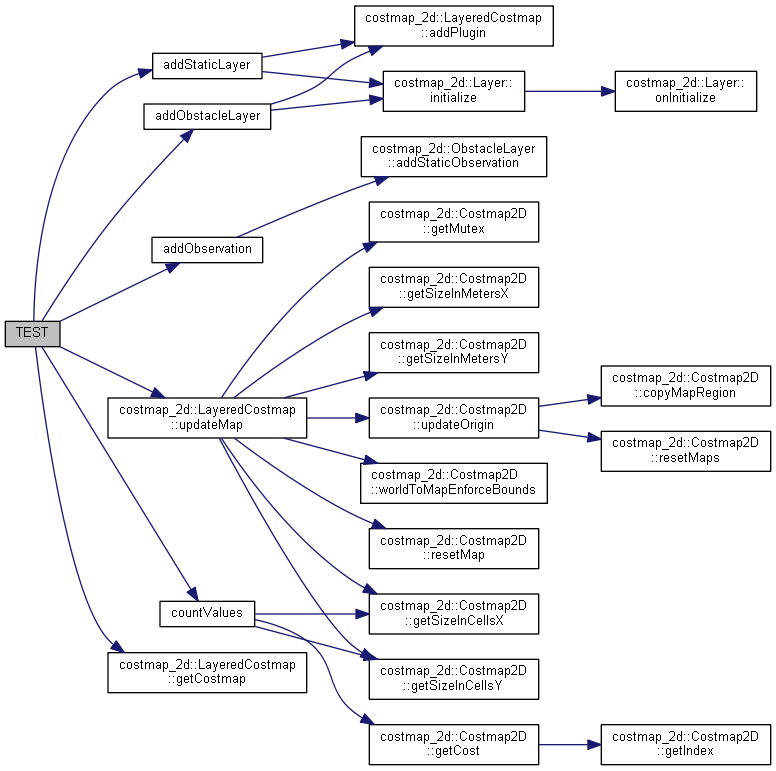 TEST
addStaticLayer
addObstacleLayer
addObservation
costmap_2d::LayeredCostmap
::updateMap
countValues
costmap_2d::LayeredCostmap
::getCostmap
costmap_2d::LayeredCostmap
::addPlugin
costmap_2d::Layer::
initialize
costmap_2d::Layer::
onInitialize
costmap_2d::ObstacleLayer
::addStaticObservation
costmap_2d::Costmap2D
::getMutex
costmap_2d::Costmap2D
::getSizeInMetersX
costmap_2d::Costmap2D
::getSizeInMetersY
costmap_2d::Costmap2D
::updateOrigin
costmap_2d::Costmap2D
::copyMapRegion
costmap_2d::Costmap2D
::resetMaps
costmap_2d::Costmap2D
::worldToMapEnforceBounds
costmap_2d::Costmap2D
::resetMap
costmap_2d::Costmap2D
::getSizeInCellsX
costmap_2d::Costmap2D
::getSizeInCellsY
costmap_2d::Costmap2D
::getCost
costmap_2d::Costmap2D
::getIndex